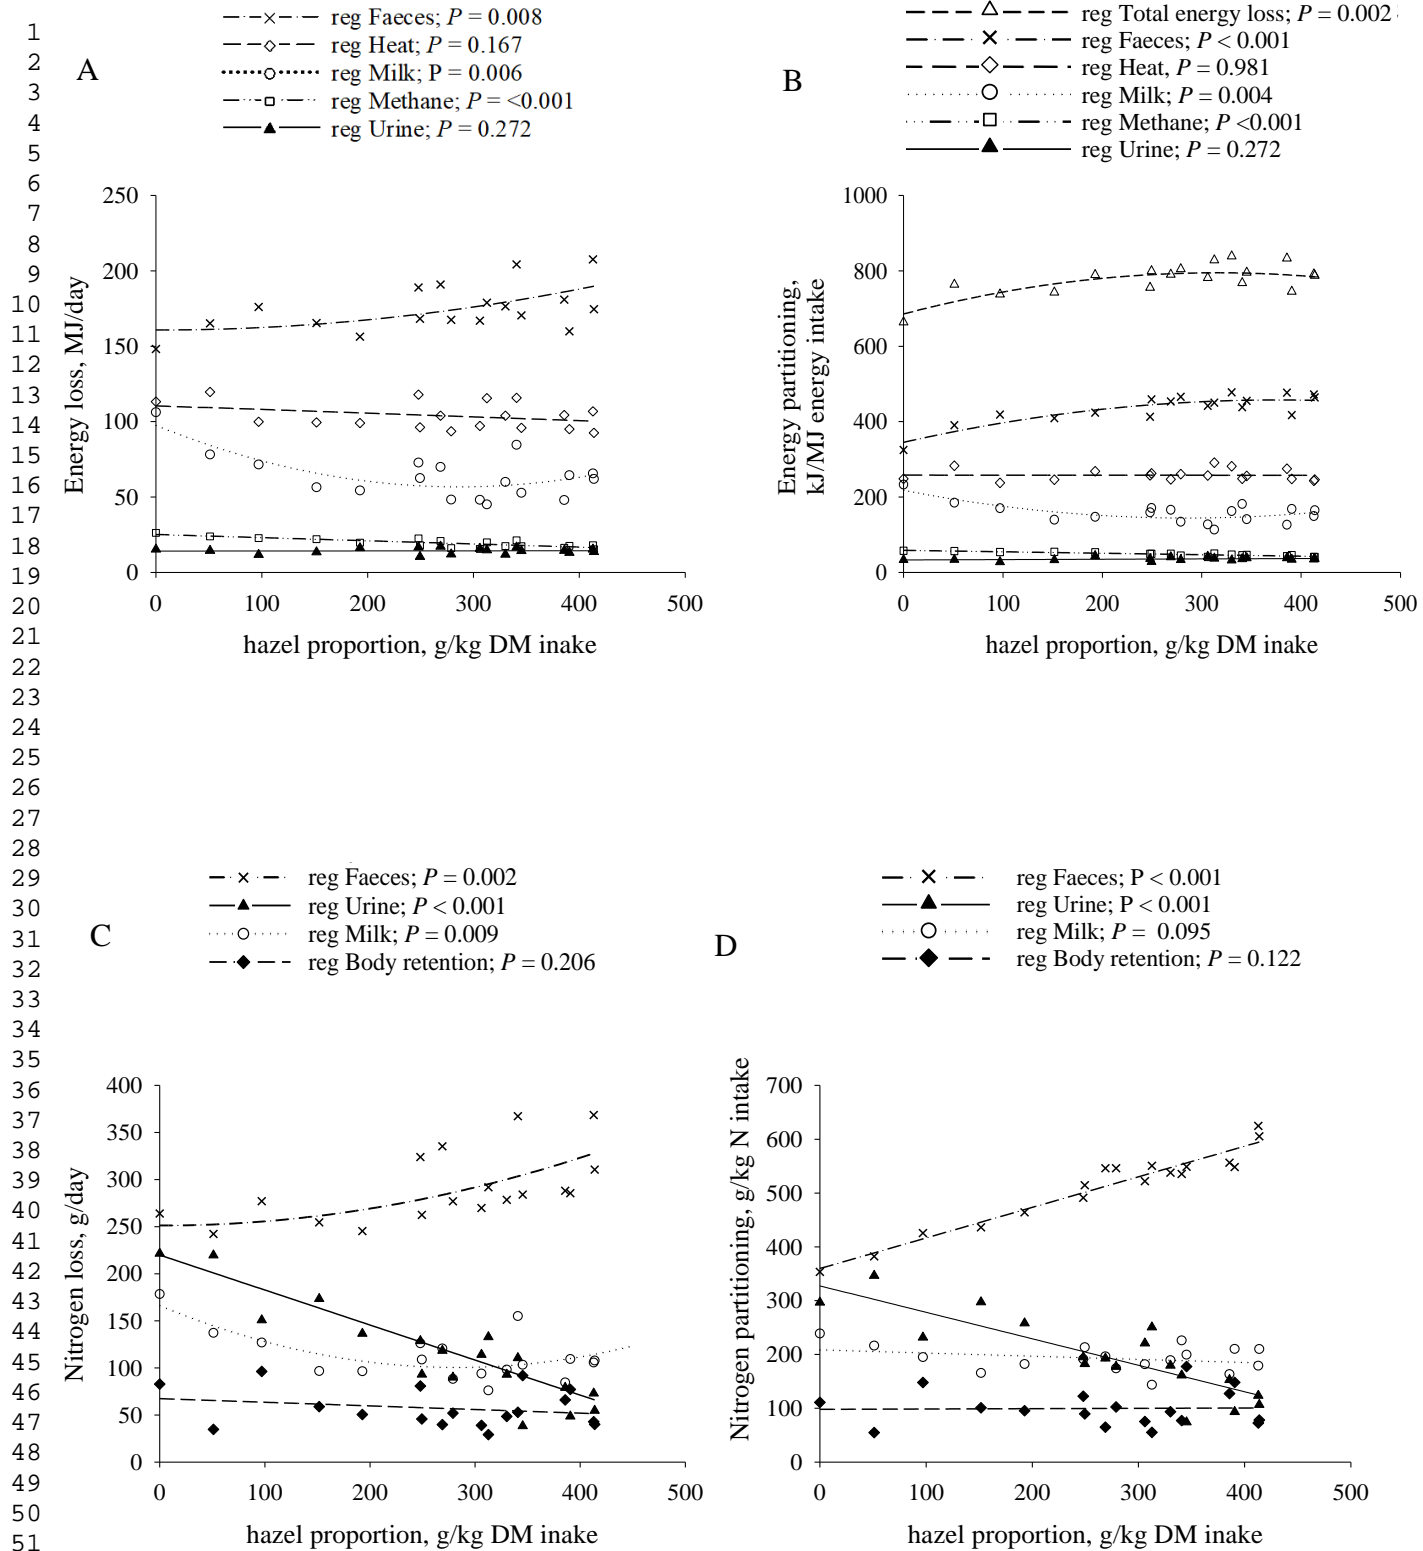 1
2
3
4
5
6
7
8
9
10
11
12
13
14
15
16
17
18
19
20
21
22
23
24
25
26
27
28
29
30
31
32
33
34
35
36
37
38
39
40
41
42
43
44
45
46
47
48
49
50
51
A
reg Faeces; P = 0.008
reg Heat; P = 0.167
reg Milk; P = 0.006
reg Methane; P = <0.001
reg Urine; P = 0.272
Energy loss, MJ/day
250
200
150
100
50
0
0 100 200 300 400 500
hazel proportion, g/kg DM inake
B
reg Total energy loss; P = 0.002
reg Faeces; P < 0.001
reg Heat, P = 0.981
reg Milk; P = 0.004
reg Methane; P <0.001
reg Urine; P = 0.272
Energy partitioning,
kJ/MJ energy intake
1000
800
600
400
200
0
0 100 200 300 400 500
hazel proportion, g/kg DM inake
C
reg Faeces; P = 0.002
reg Urine; P < 0.001
reg Milk; P = 0.009
reg Body retention; P = 0.206
Nitrogen loss, g/day
400
350
300
250
200
150
100
50
0
0 100 200 300 400 500
hazel proportion, g/kg DM inake
D
reg Faeces; P < 0.001
reg Urine; P < 0.001
reg Milk; P = 0.095
reg Body retention; P = 0.122
Nitrogen partitioning, g/kg N intake
700
600
500
400
300
200
100
0
0 100 200 300 400 500
hazel proportion, g/kg DM inake